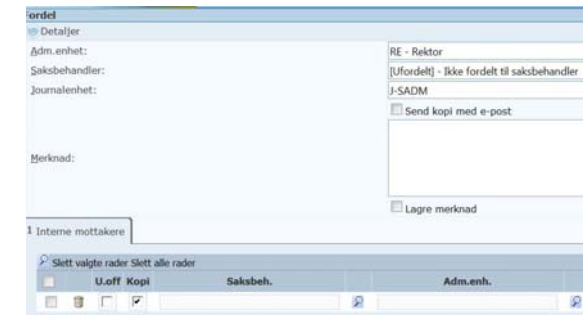 Fordel
Detaljer
Adm.enhet: RE - Rektor
Saksbehandler: [Ufordelt] - Ikke fordelt til saksbehandler
Journalenhet: J-SADM
Send kopi med e-post
Merknad:
Lagre merknad
1 Interne mottakere
Slett valgte rader Slett alle rader
U.off Kopi Saksbeh. Adm.enh.